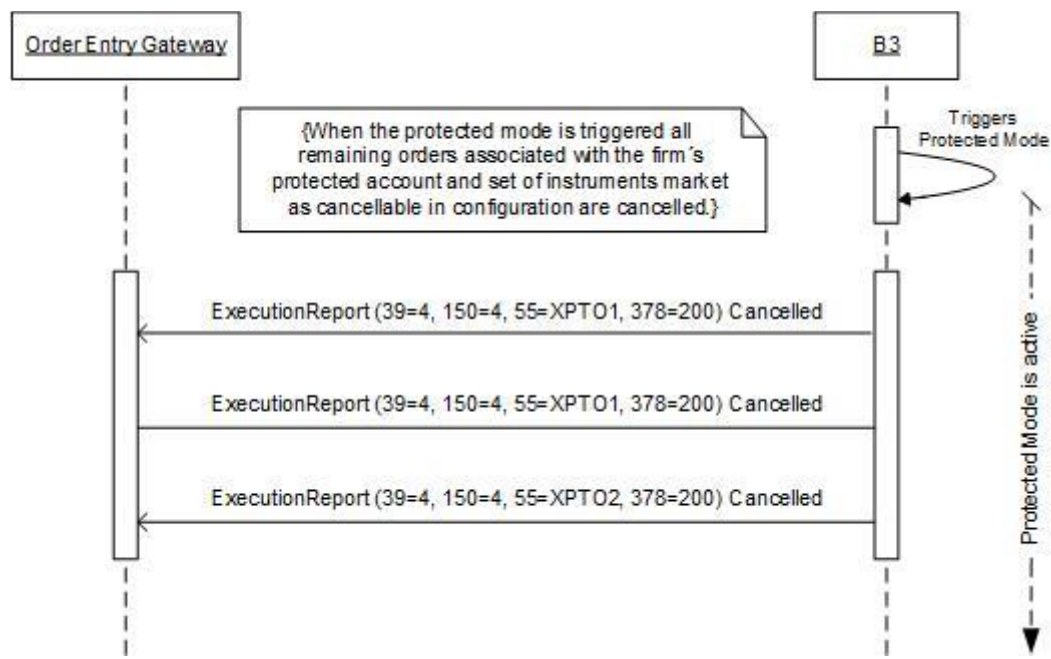 Order Entry Gateway
B3
{When the protected mode is triggered all
remaining orders associated with the firm´s
protected account and set of instruments market
as cancellable in configuration are cancelled.}
Triggers
Protected Mode
ExecutionReport (39=4, 150=4, 55=XPTO1, 378=200) Cancelled
ExecutionReport (39=4, 150=4, 55=XPTO1, 378=200) Cancelled
ExecutionReport (39=4, 150=4, 55=XPTO2, 378=200) Cancelled
Protected Mode is active